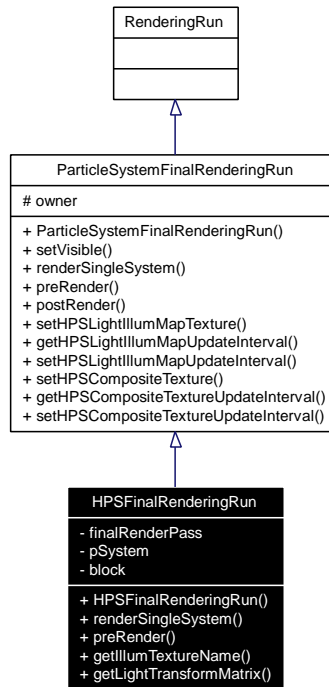 RenderingRun
ParticleSystemFinalRenderingRun
# owner
+ ParticleSystemFinalRenderingRun()
+ setVisible()
+ renderSingleSystem()
+ preRender()
+ postRender()
+ setHPSLightIllumMapTexture()
+ getHPSLightIllumMapUpdateInterval()
+ setHPSLightIllumMapUpdateInterval()
+ setHPSCompositeTexture()
+ getHPSCompositeTextureUpdateInterval()
+ setHPSCompositeTextureUpdateInterval()
HPSFinalRenderingRun
- finalRenderPass
- pSystem
- block
+ HPSFinalRenderingRun()
+ renderSingleSystem()
+ preRender()
+ getIllumTextureName()
+ getLightTransformMatrix()